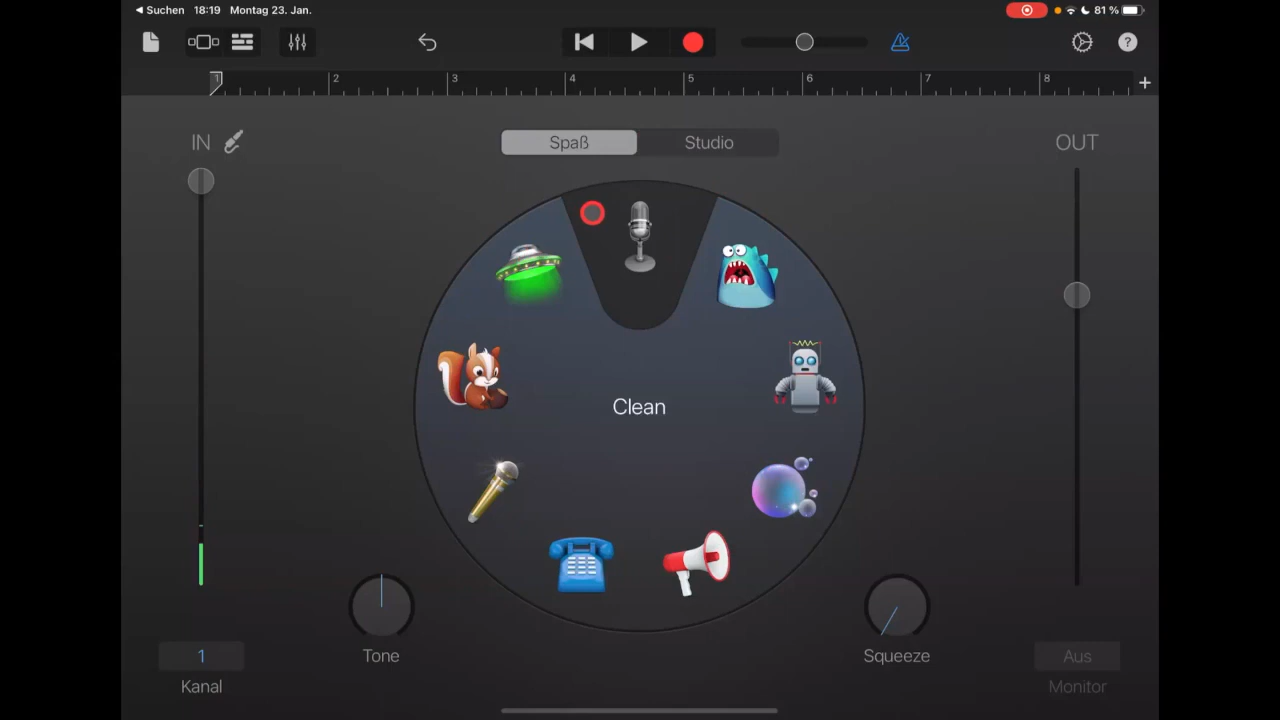 Suchen 18:19 Montag 23. Jan. 81 %
?
1 2 3 4 5 6 7 8 +
IN Spaß Studio OUT
Clean
1 Tone Squeeze Aus
Kanal Monitor